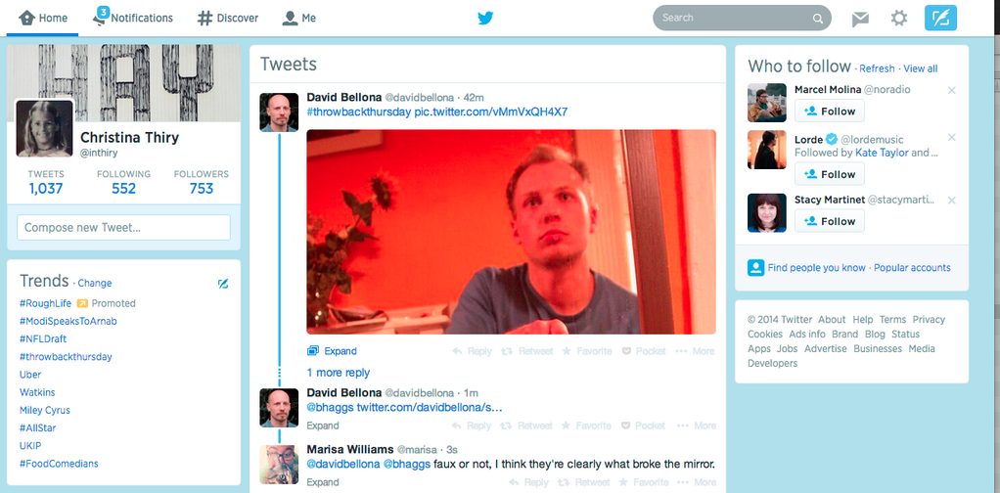 Home
3
Notifications
# Discover
Me
Search
HAY
Christina Thiry
@inthiry
TWEETS FOLLOWING FOLLOWERS
1,037 552 753
Compose new Tweet...
Trends · Change
#RoughLife Promoted
#ModiSpeaksToArnab
#NFLDraft
#throwbackthursday
Uber
Watkins
Miley Cyrus
#AllStar
UKIP
#FoodComedians
Tweets
David Bellona @davidbellona · 42m
#throwbackthursday pic.twitter.com/vMmVxQH4X7
Expand Reply Retweet Favorite Pocket More
1 more reply
David Bellona @davidbellona · 1m
@bhaggs twitter.com/davidbellona/s…
Expand Reply Retweet Favorite Pocket More
Marisa Williams @marisa · 3s
@davidbellona @bhaggs faux or not, I think they're clearly what broke the mirror.
Expand Reply Retweet Favorite More
Who to follow · Refresh · View all
Marcel Molina @noradio
Follow
Lorde @lordemusic
Followed by Kate Taylor and ...
Follow
Stacy Martinet @stacymarti...
Follow
Find people you know · Popular accounts
© 2014 Twitter About Help Terms Privacy
Cookies Ads info Brand Blog Status
Apps Jobs Advertise Businesses Media
Developers